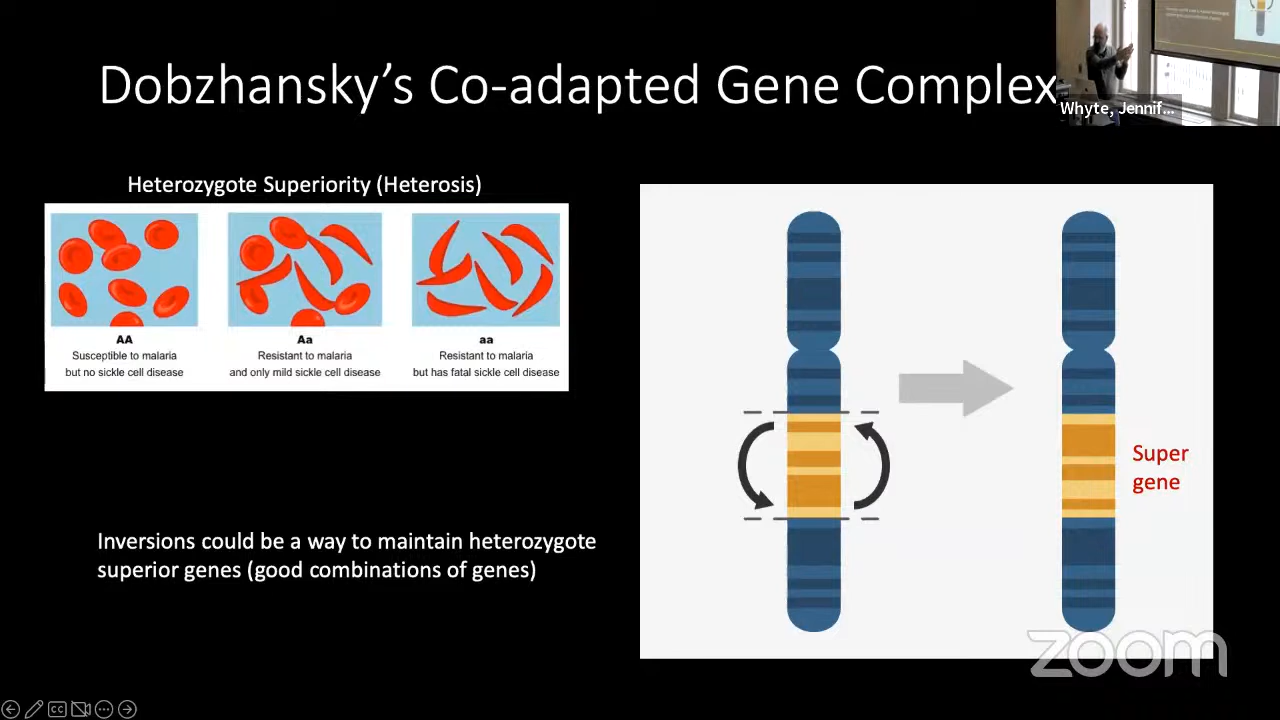 Dobzhansky's Co-adapted Gene Complex
Whyte, Jennif...
Heterozygote Superiority (Heterosis)
AA
Susceptible to malaria
but no sickle cell disease
Aa
Resistant to malaria
and only mild sickle cell disease
aa
Resistant to malaria
but has fatal sickle cell disease
Super
gene
Inversions could be a way to maintain heterozygote
superior genes (good combinations of genes)
zoom
CC